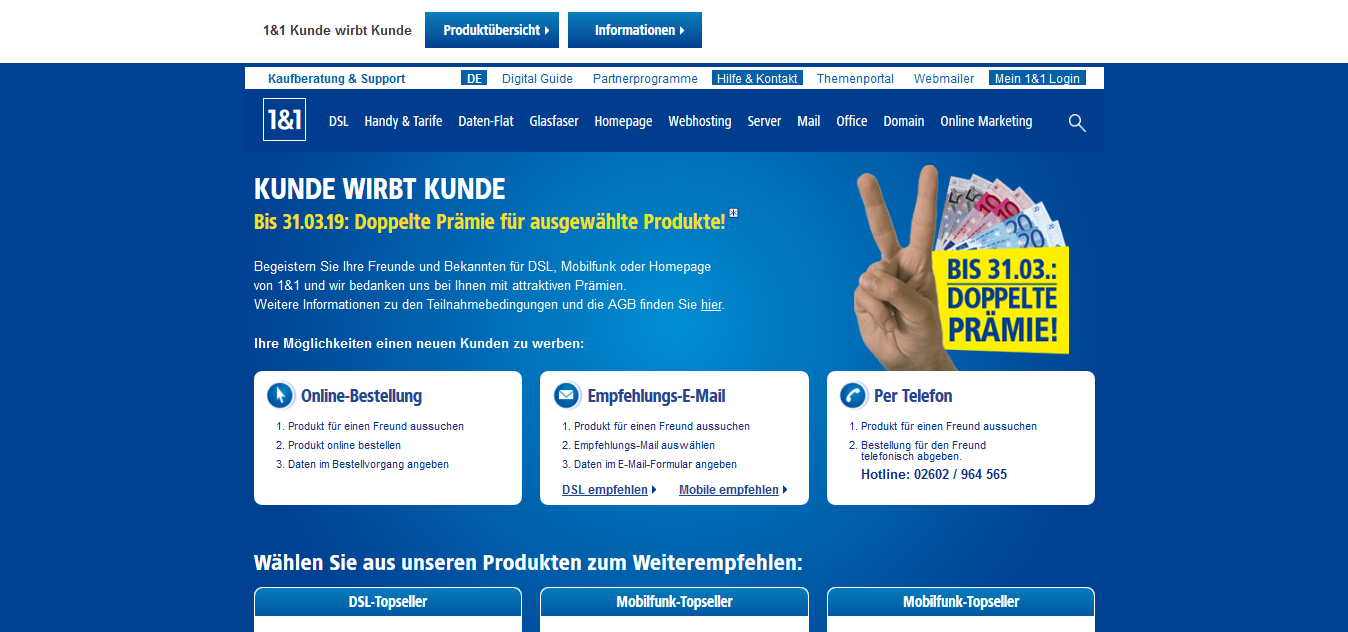 1&1 Kunde wirbt Kunde
Produktübersicht
Informationen
Kaufberatung & Support
DE
Digital Guide
Partnerprogramme
Hilfe & Kontakt
Themenportal
Webmailer
Mein 1&1 Login
1&1
DSL
Handy & Tarife
Daten-Flat
Glasfaser
Homepage
Webhosting
Server
Mail
Office
Domain
Online Marketing
KUNDE WIRBT KUNDE
Bis 31.03.19: Doppelte Prämie für ausgewählte Produkte! *
Begeistern Sie Ihre Freunde und Bekannten für DSL, Mobilfunk oder Homepage
von 1&1 und wir bedanken uns bei Ihnen mit attraktiven Prämien.
Weitere Informationen zu den Teilnahmebedingungen und die AGB finden Sie hier.
5
10
10
20
20
BIS 31.03.:
DOPPELTE
PRÄMIE!
Ihre Möglichkeiten einen neuen Kunden zu werben:
Online-Bestellung
1. Produkt für einen Freund aussuchen
2. Produkt online bestellen
3. Daten im Bestellvorgang angeben
Empfehlungs-E-Mail
1. Produkt für einen Freund aussuchen
2. Empfehlungs-Mail auswählen
3. Daten im E-Mail-Formular angeben
DSL empfehlen
Mobile empfehlen
Per Telefon
1. Produkt für einen Freund aussuchen
2. Bestellung für den Freund
telefonisch abgeben.
Hotline: 02602 / 964 565
Wählen Sie aus unseren Produkten zum Weiterempfehlen:
DSL-Topseller
Mobilfunk-Topseller
Mobilfunk-Topseller